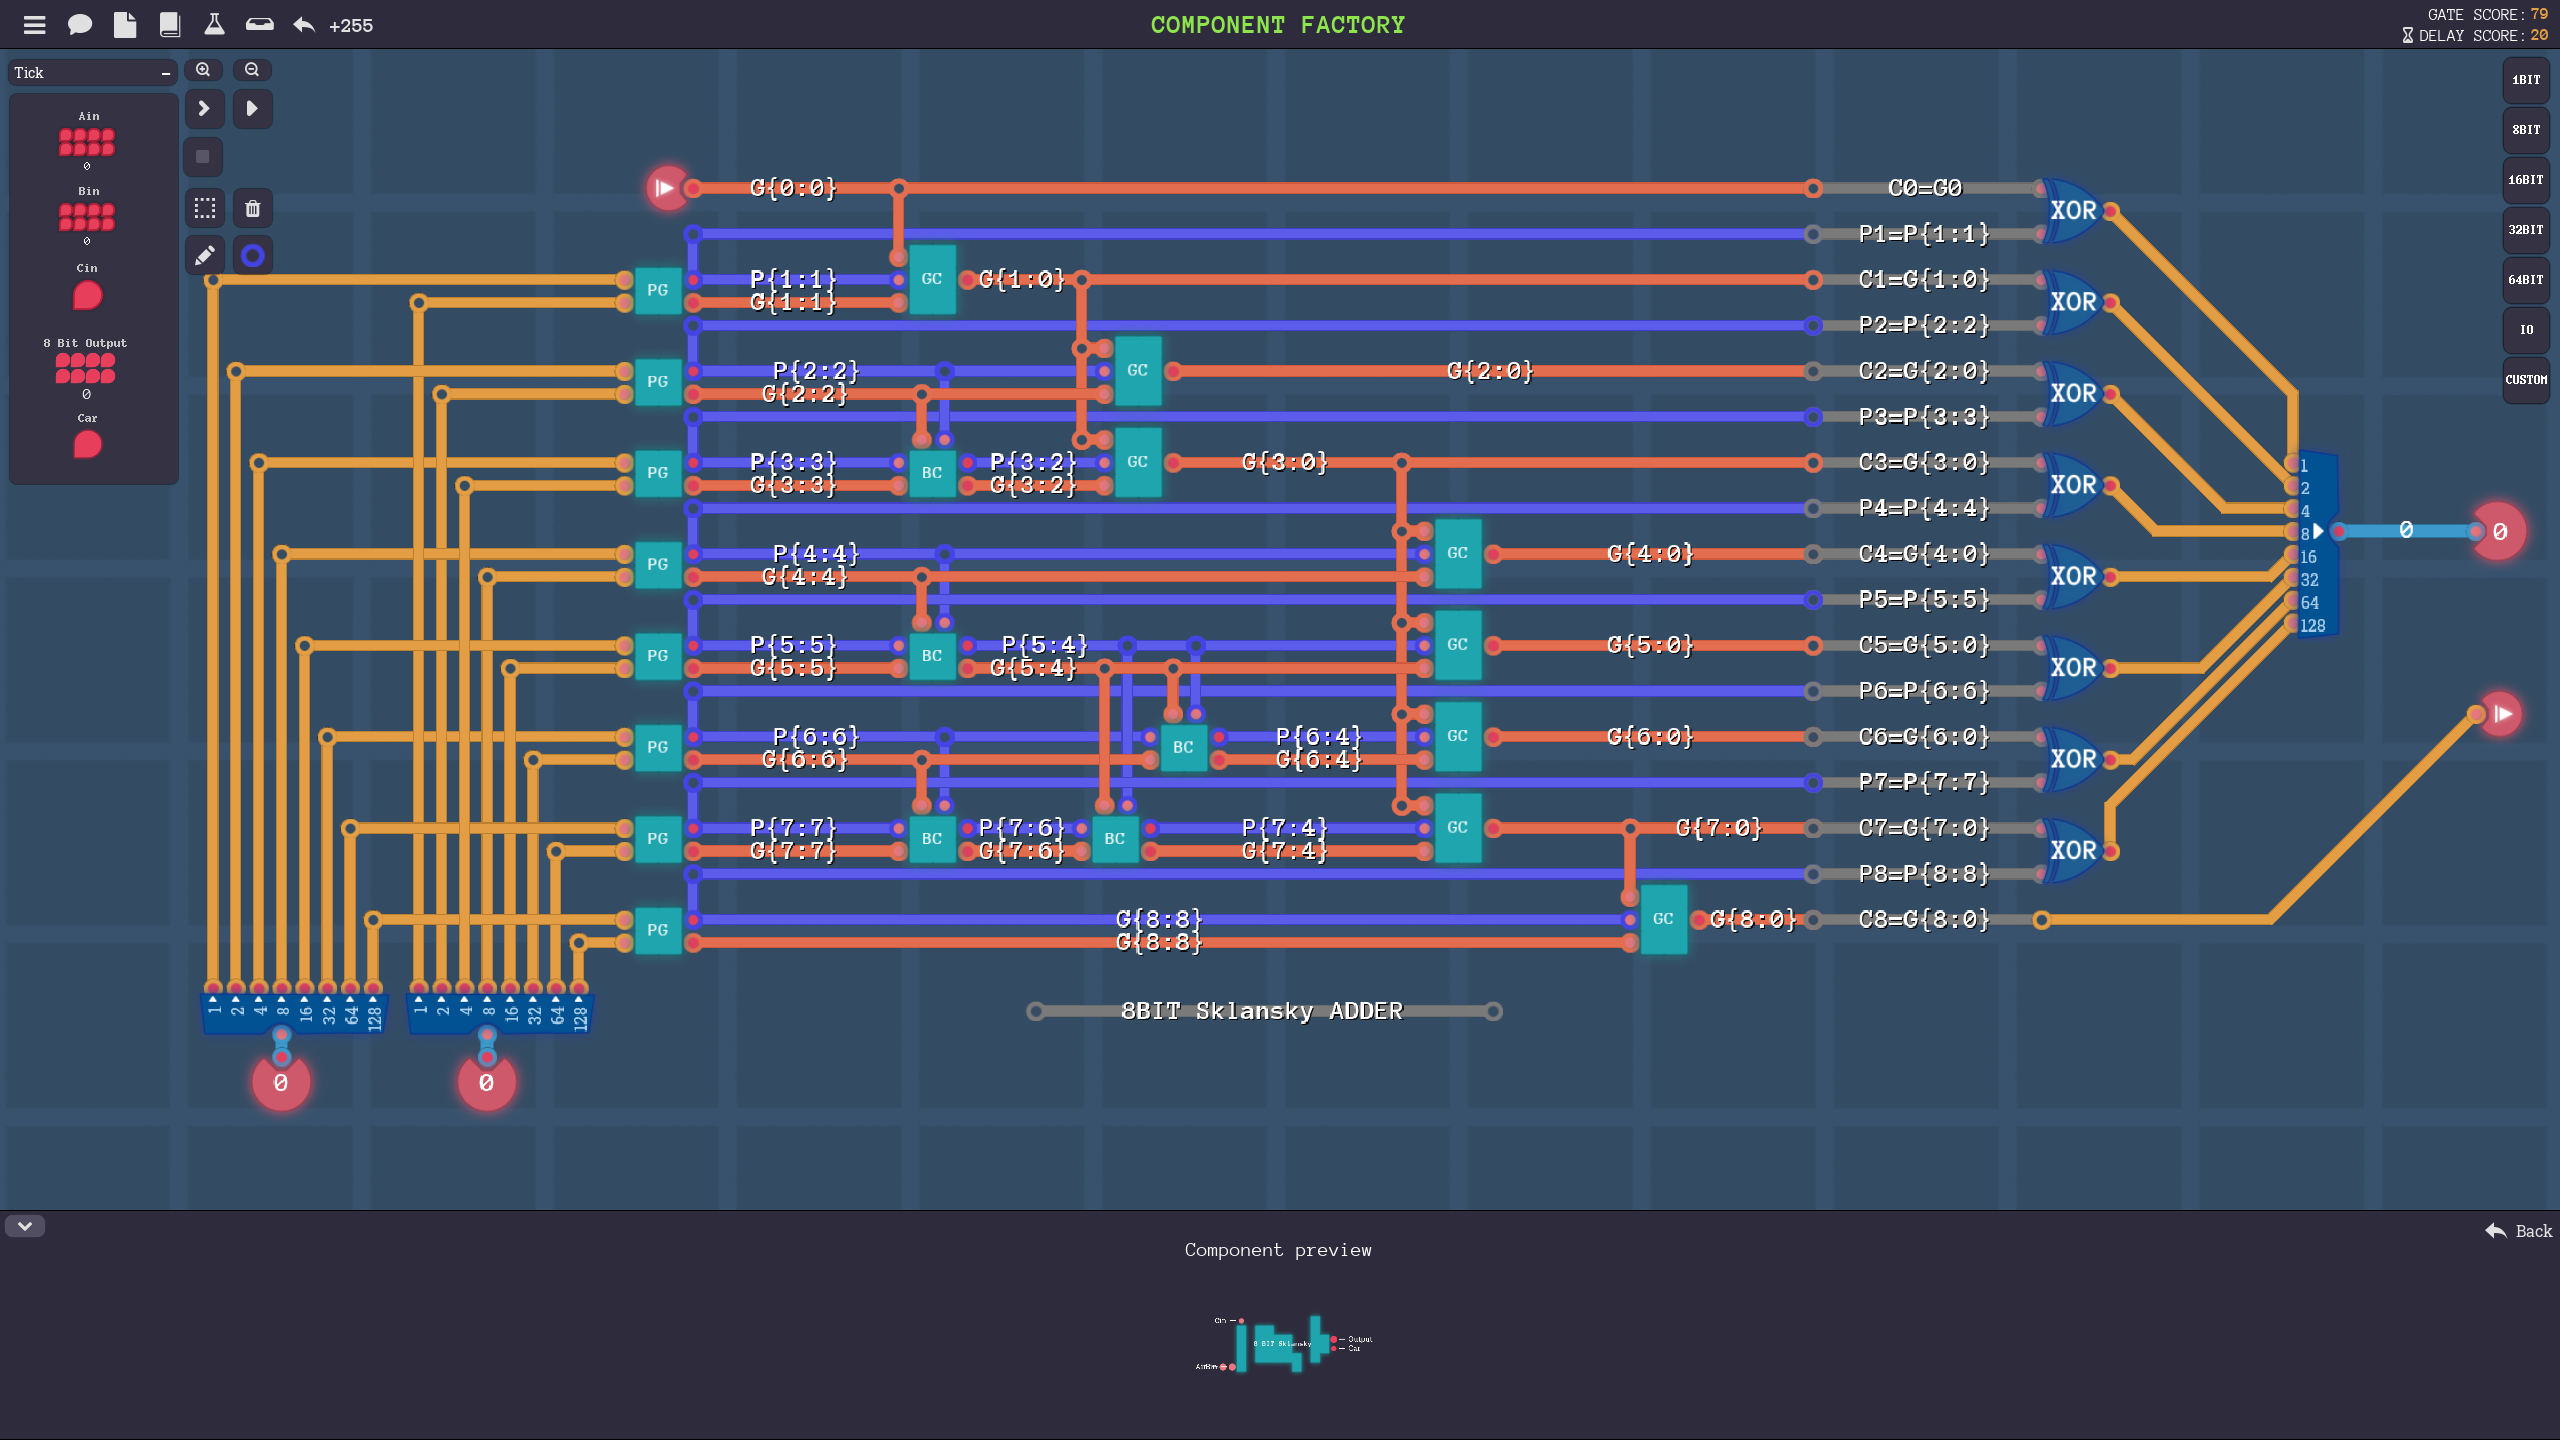 +255
COMPONENT FACTORY
GATE SCORE: 79
DELAY SCORE: 20
Tick
Ain
0
Bin
0
Cin
8 Bit Output
0
Car
1BIT
8BIT
16BIT
32BIT
64BIT
IO
CUSTOM
G{0:0} C0=G0 XOR
P1=P{1:1}
PG P{1:1} GC G{1:0} C1=G{1:0} XOR
G{1:1}
P2=P{2:2}
PG P{2:2} GC G{2:0} C2=G{2:0} XOR
G{2:2}
P3=P{3:3}
PG P{3:3} BC P{3:2} GC G{3:0} C3=G{3:0} XOR
G{3:3} G{3:2}
P4=P{4:4}
PG P{4:4} GC G{4:0} C4=G{4:0} XOR
G{4:4}
P5=P{5:5}
PG P{5:5} BC P{5:4} GC G{5:0} C5=G{5:0} XOR
G{5:5} G{5:4}
P6=P{6:6}
PG P{6:6} BC P{6:4} GC G{6:0} C6=G{6:0} XOR
G{6:6} G{6:4}
P7=P{7:7}
PG P{7:7} BC P{7:6} BC P{7:4} GC G{7:0} C7=G{7:0} XOR
G{7:7} G{7:6} G{7:4}
P8=P{8:8}
PG G{8:8} GC G{8:0} C8=G{8:0}
G{8:8}
1
2
4
8
16
32
64
128
0
0
1 2 4 8 16 32 64 128
1 2 4 8 16 32 64 128
0
0
8BIT Sklansky ADDER
Back
Component preview
Cin
8 BIT Sklansky
Output
Car